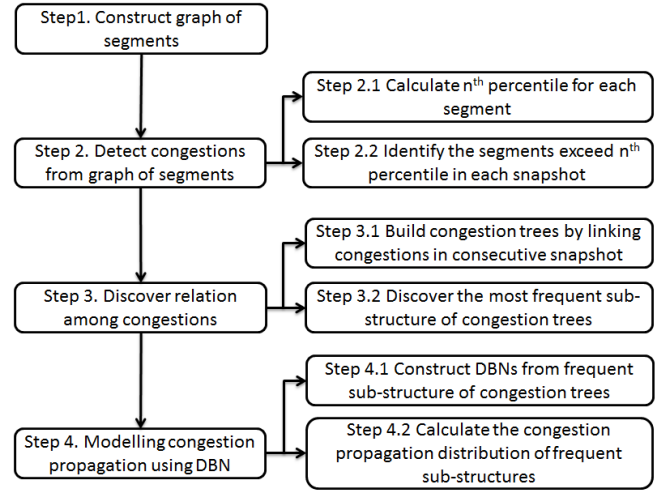 Step1. Construct graph of
segments
Step 2.1 Calculate nth percentile for each
segment
Step 2. Detect congestions
from graph of segments
Step 2.2 Identify the segments exceed nth
percentile in each snapshot
Step 3.1 Build congestion trees by linking
congestions in consecutive snapshot
Step 3. Discover relation
among congestions
Step 3.2 Discover the most frequent sub-
structure of congestion trees
Step 4.1 Construct DBNs from frequent
sub-structure of congestion trees
Step 4. Modelling congestion
propagation using DBN
Step 4.2 Calculate the congestion
propagation distribution of frequent
sub-structures